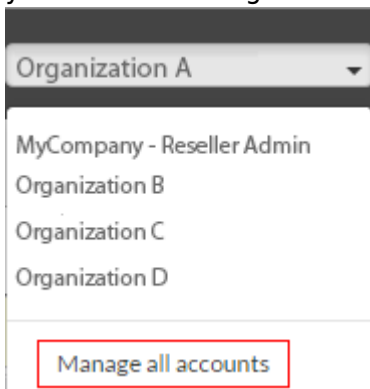 Organization A
MyCompany - Reseller Admin
Organization B
Organization C
Organization D
Manage all accounts